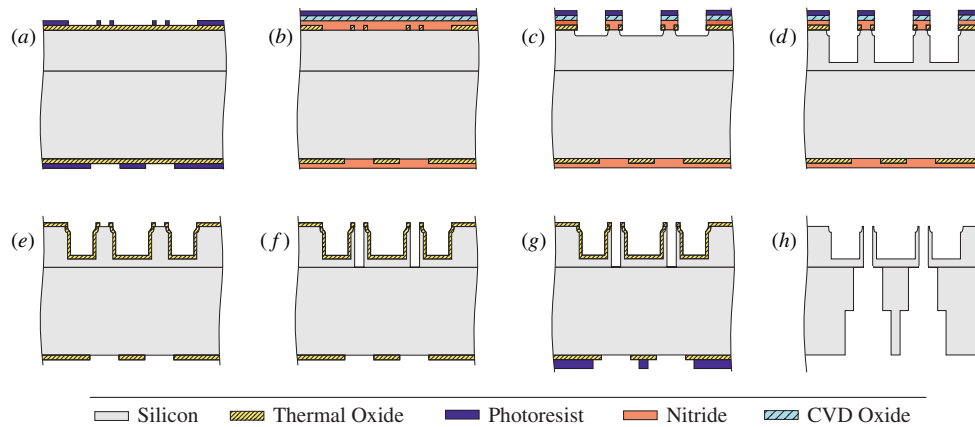 (a) (b) (c) (d)
(e) (f) (g) (h)
Silicon Thermal Oxide Photoresist Nitride CVD Oxide